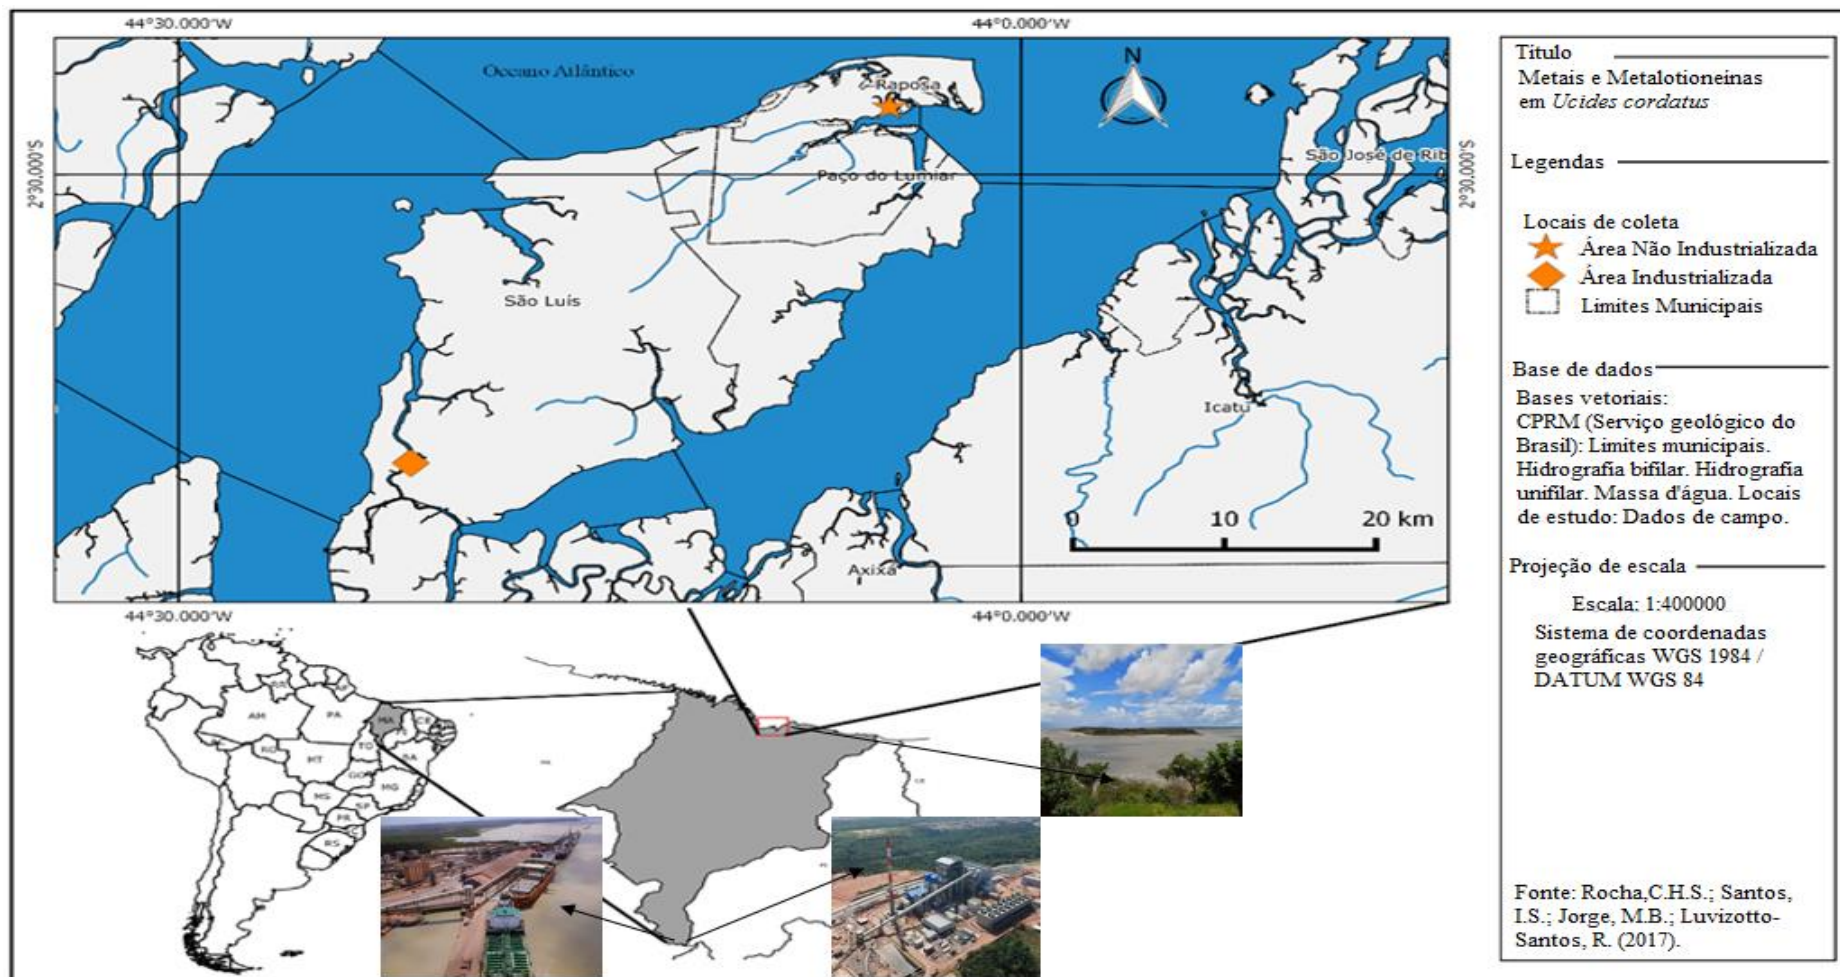 44°30.000'W
44°0.000'W
Oceano Atlântico
N
Raposa
2°30.000'S
2°30.000'S
São José de Rib
Paço do Lumiar
São Luís
Icatu
0 10 20 km
Axixá
44°30.000'W
44°0.000'W
AM
PA
MA
CE
TO
RO
BA
MT
GO
MG
MS
SP
PR
RS
Título
Metais e Metalotioneinas
em Ucides cordatus
Legendas
Locais de coleta
Área Não Industrializada
Área Industrializada
Limites Municipais
Base de dados
Bases vetoriais:
CPRM (Serviço geológico do
Brasil): Limites municipais.
Hidrografia bifilar. Hidrografia
unifilar. Massa d'água. Locais
de estudo: Dados de campo.
Projeção de escala
Escala: 1:400000
Sistema de coordenadas
geográficas WGS 1984 /
DATUM WGS 84
Fonte: Rocha,C.H.S.; Santos,
I.S.; Jorge, M.B.; Luvizotto-
Santos, R. (2017).